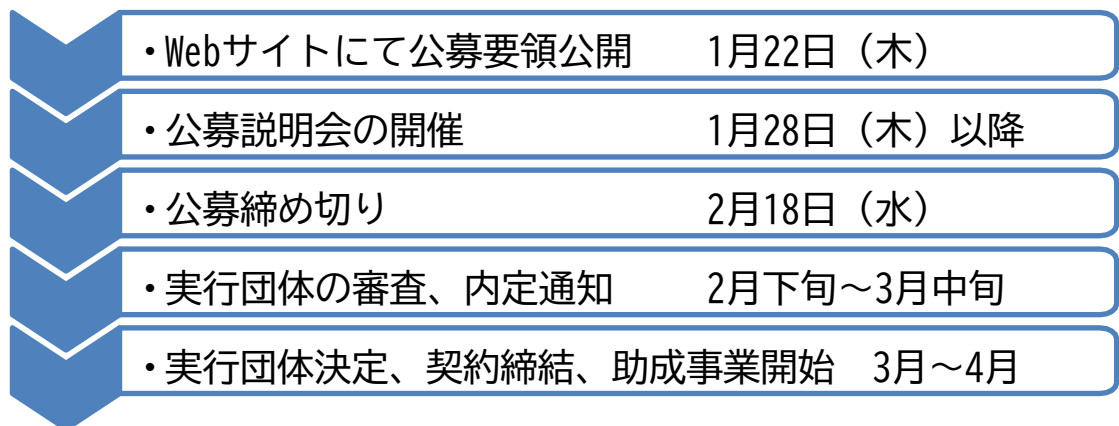 ・Webサイトにて公募要領公開　1月22日（木）
・公募説明会の開催　1月28日（木）以降
・公募締め切り　2月18日（水）
・実行団体の審査、内定通知　2月下旬～3月中旬
・実行団体決定、契約締結、助成事業開始　3月～4月